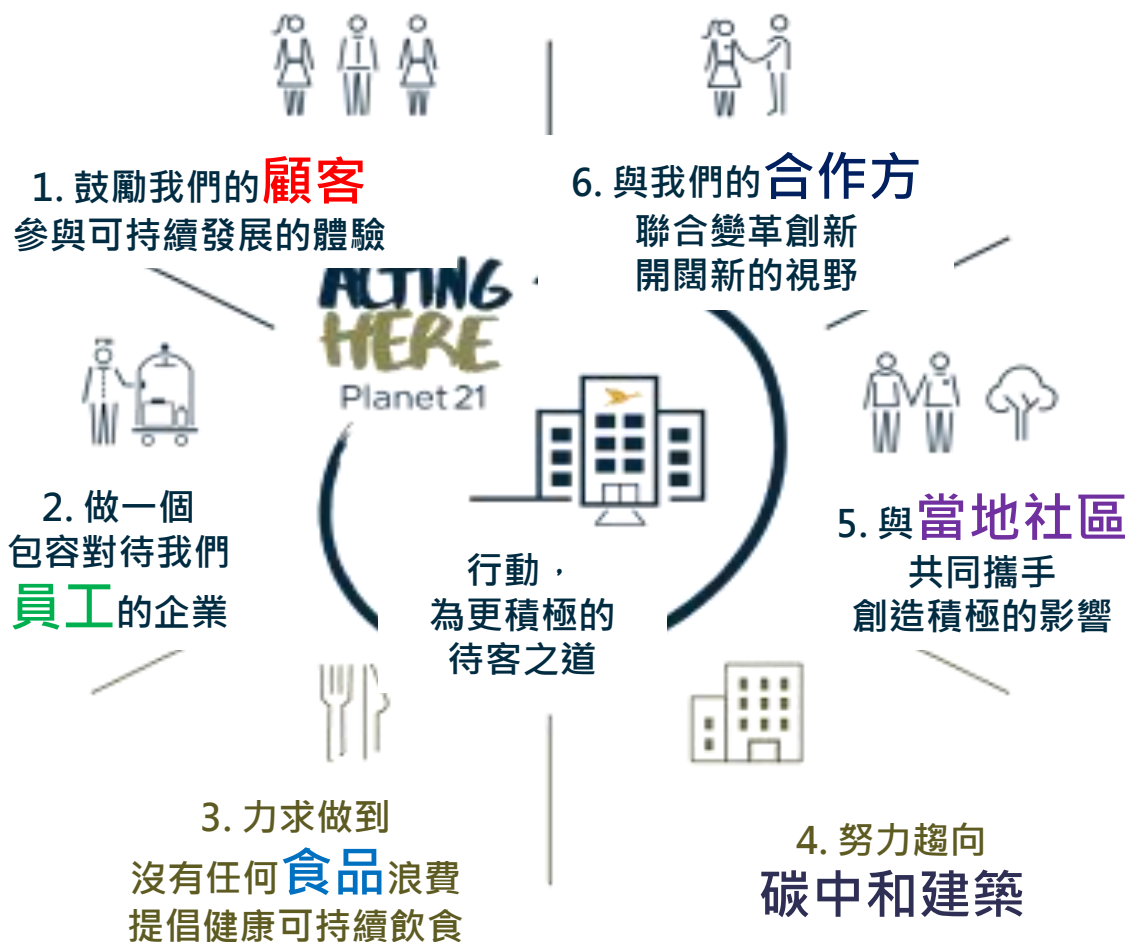 1. 鼓勵我們的顧客
參與可持續發展的體驗
6. 與我們的合作方
聯合變革創新
開闊新的視野
ACTING
HERE
Planet 21
2. 做一個
包容對待我們
員工的企業
5. 與當地社區
共同攜手
創造積極的影響
行動，
為更積極的
待客之道
3. 力求做到
沒有任何食品浪費
提倡健康可持續飲食
4. 努力趨向
碳中和建築